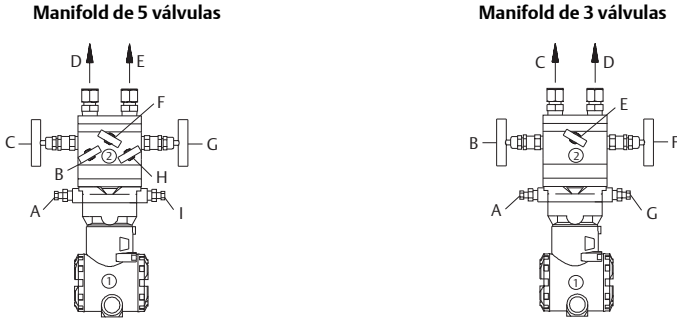 Manifold de 5 válvulas
Manifold de 3 válvulas
D
E
F
C
G
B
2
H
A
I
1
C
D
E
B
F
2
A
G
1